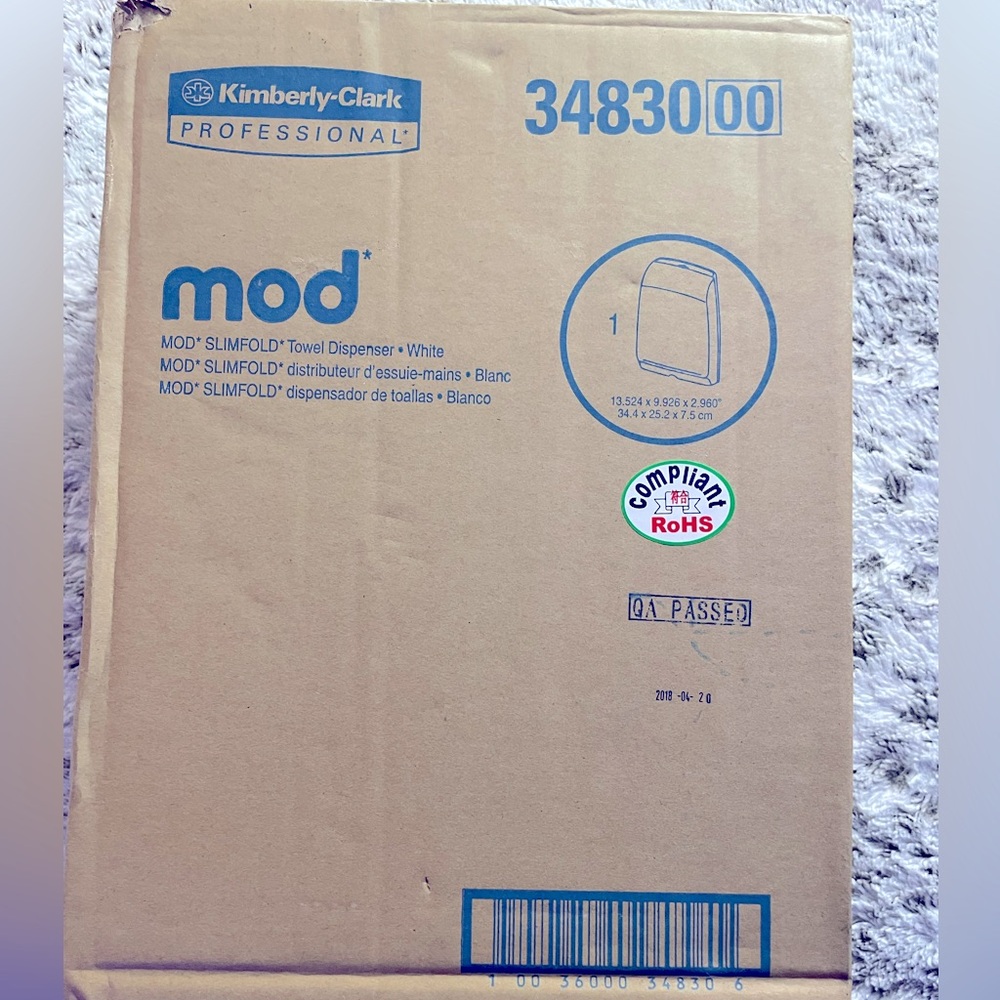 Kimberly-Clark
PROFESSIONAL*
34830 00
mod*
MOD* SLIMFOLD* Towel Dispenser • White
MOD* SLIMFOLD* distributeur d'essuie-mains • Blanc
MOD* SLIMFOLD* dispensador de toallas • Blanco
1
13.524 x 9.926 x 2.960"
34.4 x 25.2 x 7.5 cm
Compliant
符合
RoHS
QA PASSED
2018 -04- 20
1 00 36000 34830 6